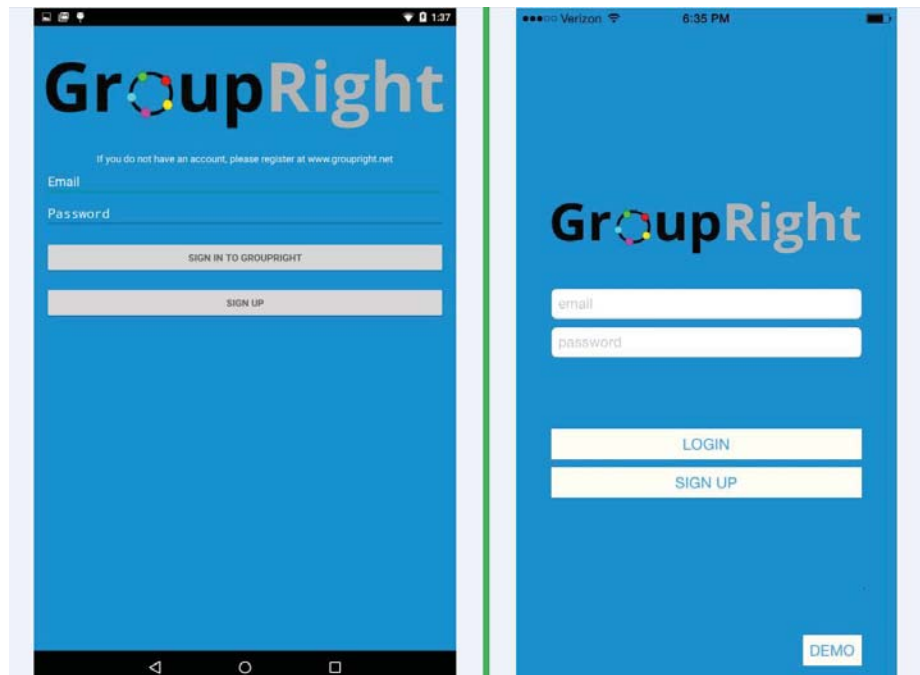 1:37
GroupRight
If you do not have an account, please register at www.groupright.net
Email
Password
SIGN IN TO GROUPRIGHT
SIGN UP
Verizon 6:35 PM
GroupRight
email
password
LOGIN
SIGN UP
DEMO